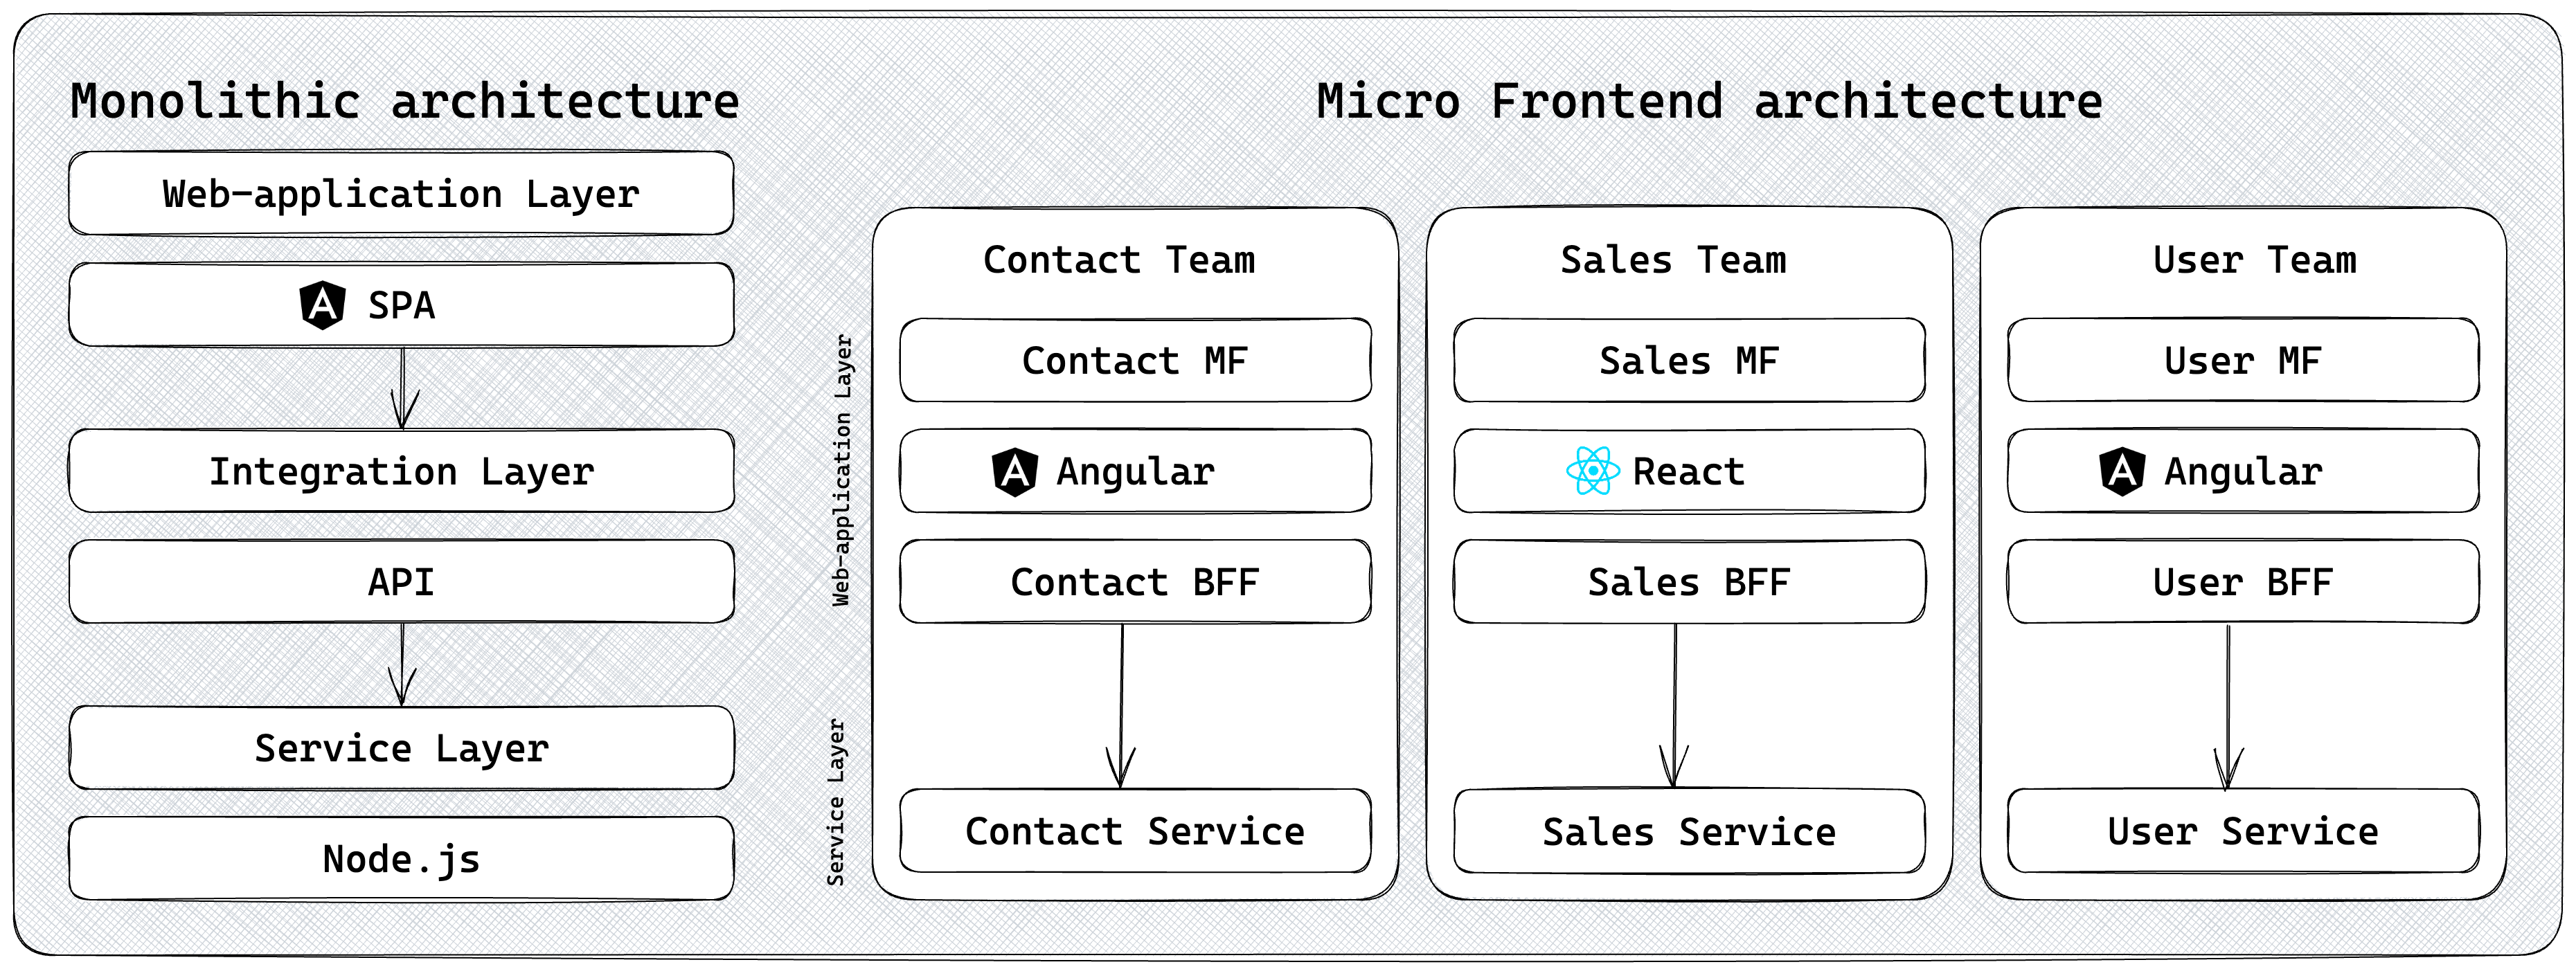 Monolithic architecture
Web-application Layer
SPA
Integration Layer
API
Service Layer
Node.js
Micro Frontend architecture
Web-application Layer
Service Layer
Contact Team
Contact MF
Angular
Contact BFF
Contact Service
Sales Team
Sales MF
React
Sales BFF
Sales Service
User Team
User MF
Angular
User BFF
User Service